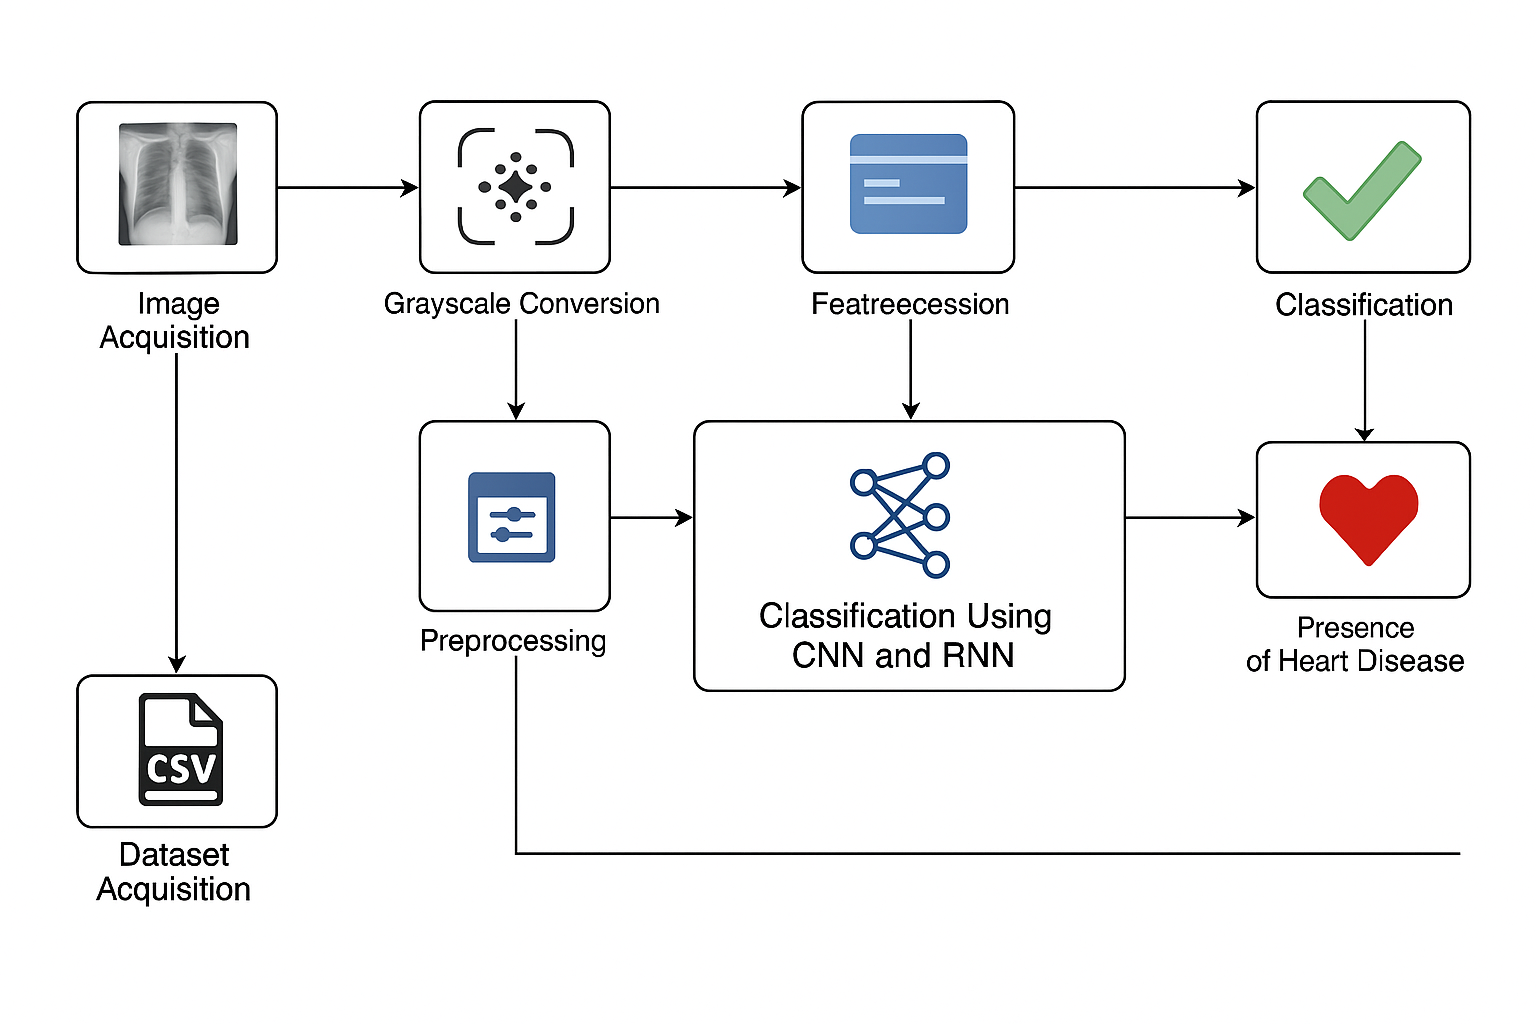 Image
Acquisition
Grayscale Conversion
Featreecession
Classification
Preprocessing
Classification Using
CNN and RNN
Presence
of Heart Disease
CSV
Dataset
Acquisition